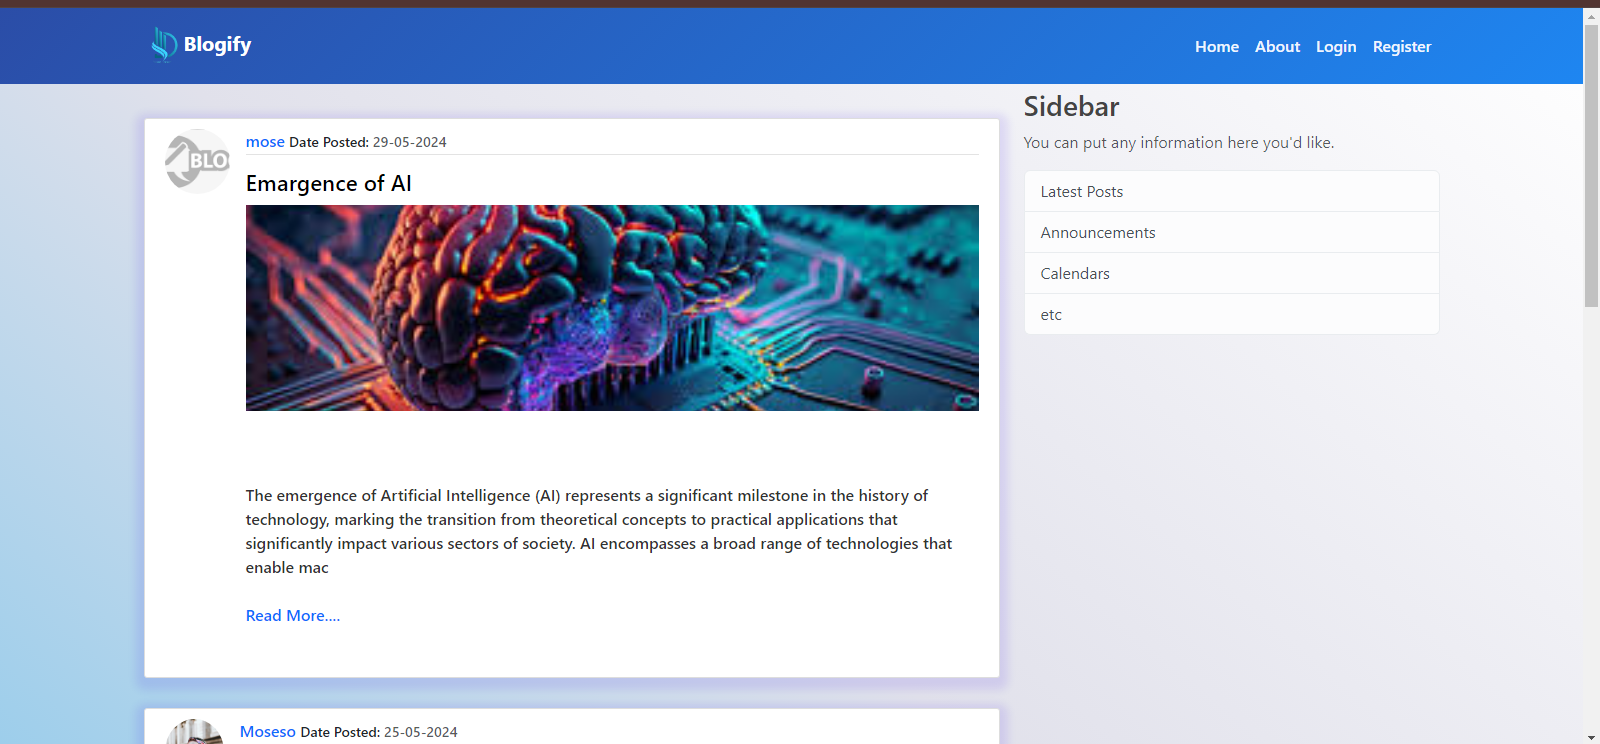 Blogify
Home About Login Register
BLO
mose Date Posted: 29-05-2024
Emargence of AI
The emergence of Artificial Intelligence (AI) represents a significant milestone in the history of
technology, marking the transition from theoretical concepts to practical applications that
significantly impact various sectors of society. AI encompasses a broad range of technologies that
enable mac
Read More....
Moseso Date Posted: 25-05-2024
Sidebar
You can put any information here you'd like.
Latest Posts
Announcements
Calendars
etc